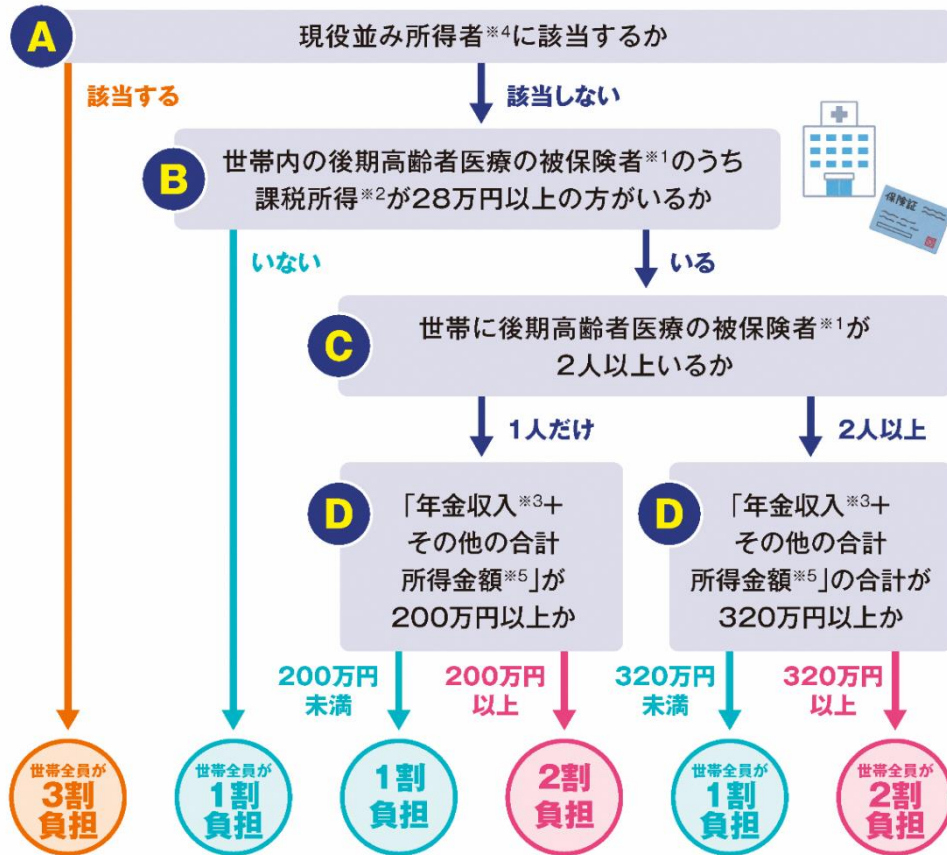 A
現役並み所得者※4に該当するか
該当する
該当しない
B
世帯内の後期高齢者医療の被保険者※1のうち
課税所得※2が28万円以上の方がいるか
保険証
いない
いる
C
世帯に後期高齢者医療の被保険者※1が
2人以上いるか
1人だけ
2人以上
D
「年金収入※3+
その他の合計
所得金額※5」が
200万円以上か
D
「年金収入※3+
その他の合計
所得金額※5」の合計が
320万円以上か
200万円
未満
200万円
以上
320万円
未満
320万円
以上
世帯全員が
3割
負担
世帯全員が
1割
負担
1割
負担
2割
負担
世帯全員が
1割
負担
世帯全員が
2割
負担